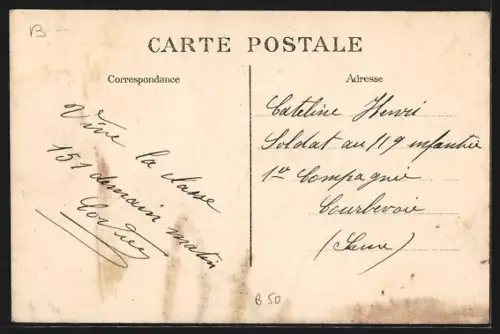 B
CARTE POSTALE
Correspondance
Adresse
Vive la classe
151 demain matin
Cateline Henri
Soldat au 119 infanterie
1re Compagnie
Courbevoie
(Seine)
B 50